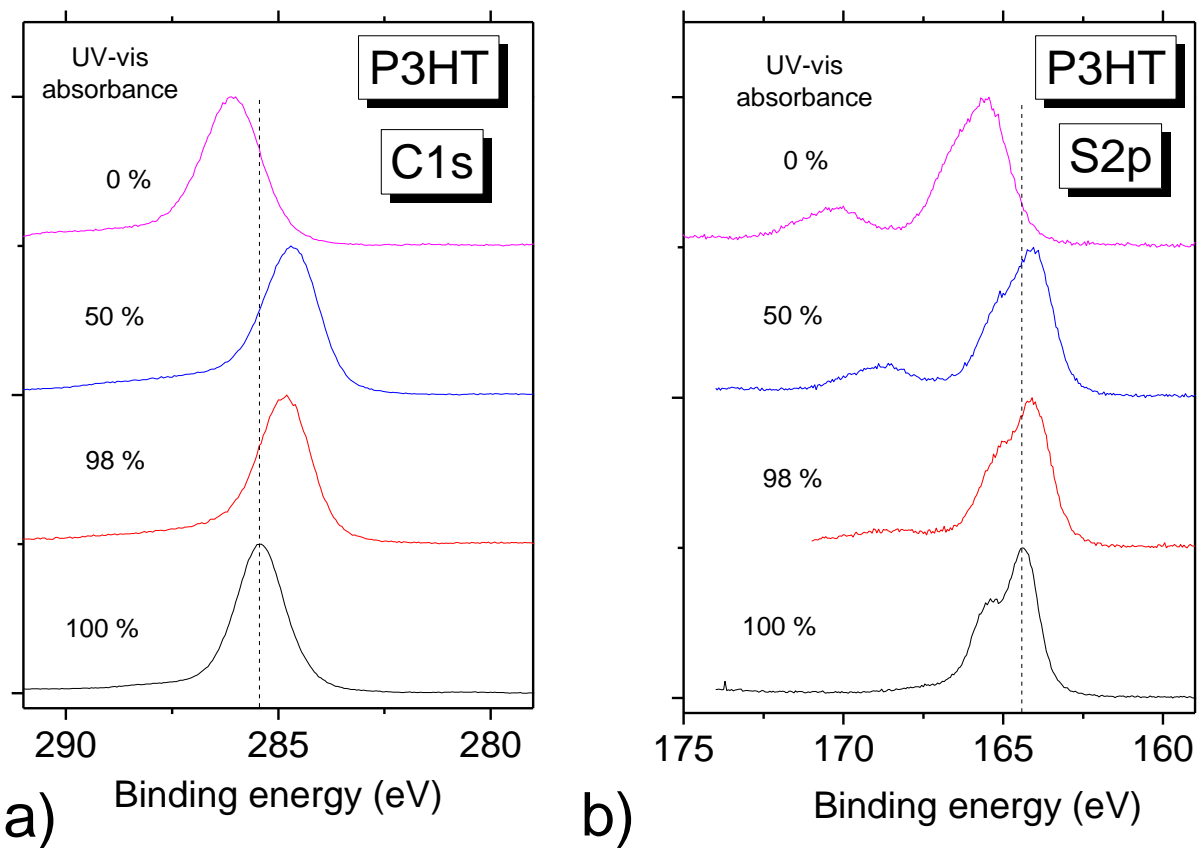 UV-vis
absorbance
P3HT
C1s
0 %
50 %
98 %
100 %
290 285 280
Binding energy (eV)
a)
UV-vis
absorbance
P3HT
S2p
0 %
50 %
98 %
100 %
175 170 165 160
Binding energy (eV)
b)